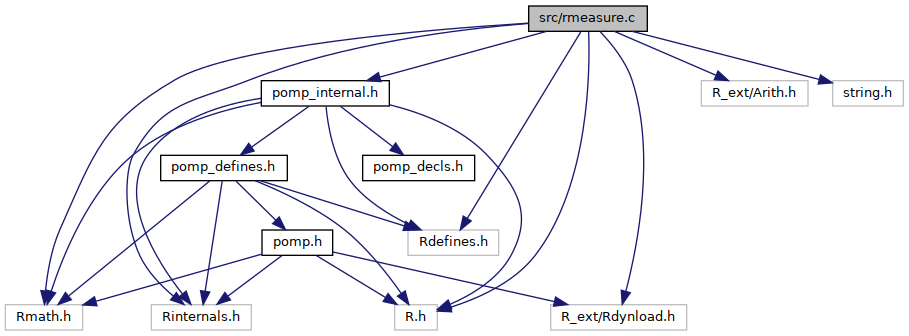 src/rmeasure.c
pomp_internal.h
R_ext/Arith.h
string.h
pomp_defines.h
pomp_decls.h
pomp.h
Rdefines.h
Rmath.h
Rinternals.h
R.h
R_ext/Rdynload.h